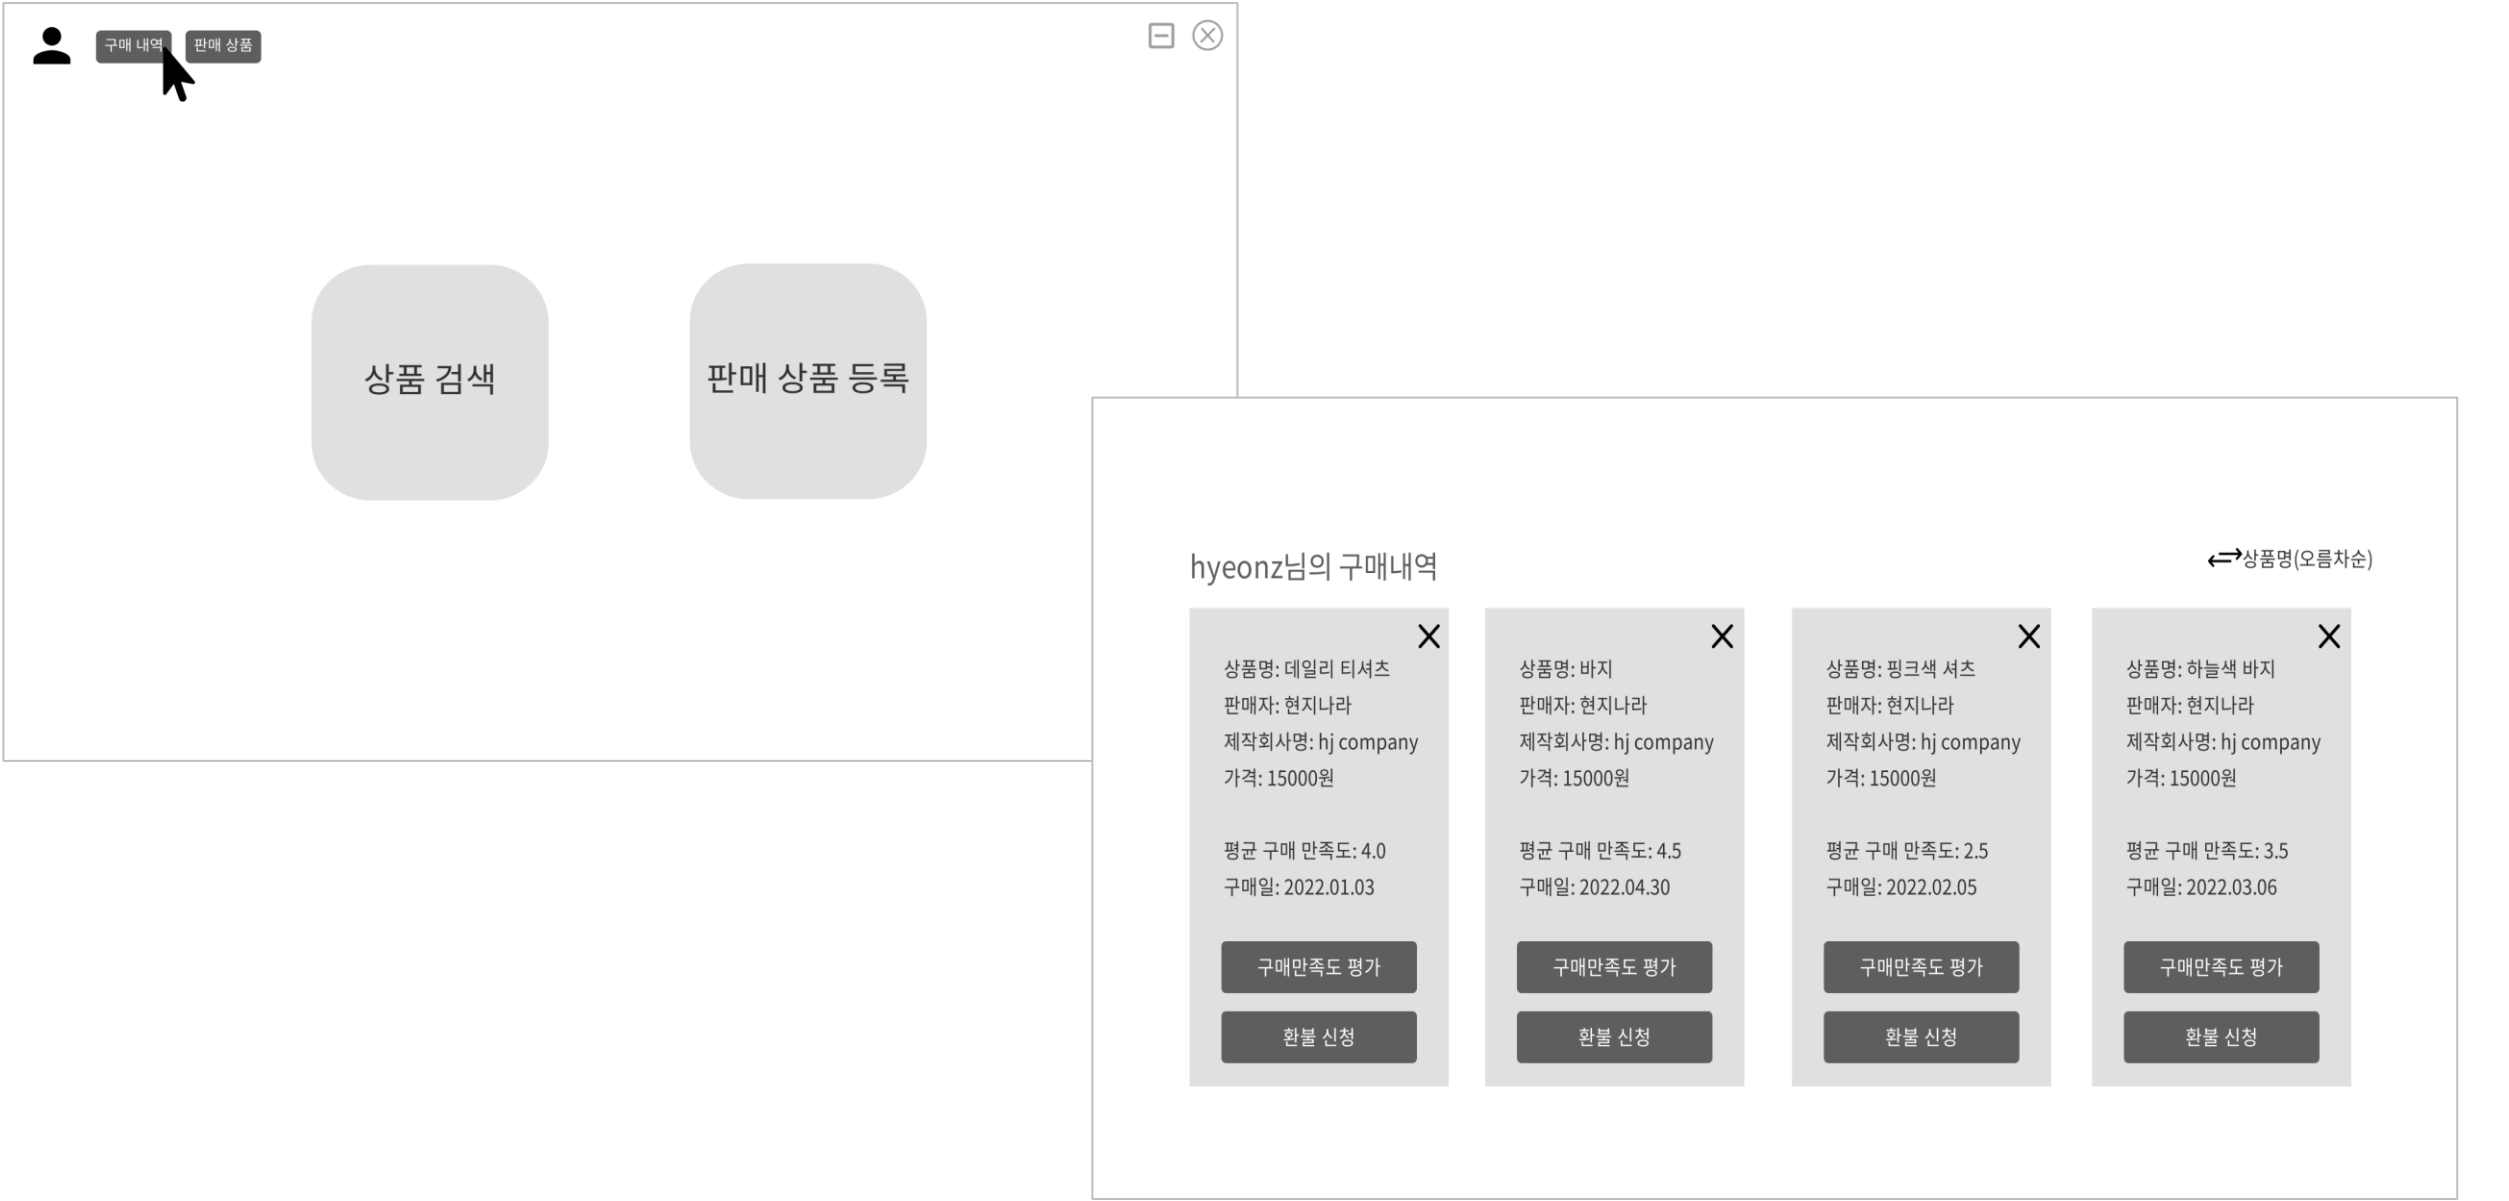 구매 내역
판매 상품
상품 검색
판매 상품 등록
hyeonz님의 구매내역
상품명(오름차순)
상품명: 데일리 티셔츠
판매자: 현지나라
제작회사명: hj company
가격: 15000원
평균 구매 만족도: 4.0
구매일: 2022.01.03
구매만족도 평가
환불 신청
상품명: 바지
판매자: 현지나라
제작회사명: hj company
가격: 15000원
평균 구매 만족도: 4.5
구매일: 2022.04.30
구매만족도 평가
환불 신청
상품명: 핑크색 셔츠
판매자: 현지나라
제작회사명: hj company
가격: 15000원
평균 구매 만족도: 2.5
구매일: 2022.02.05
구매만족도 평가
환불 신청
상품명: 하늘색 바지
판매자: 현지나라
제작회사명: hj company
가격: 15000원
평균 구매 만족도: 3.5
구매일: 2022.03.06
구매만족도 평가
환불 신청